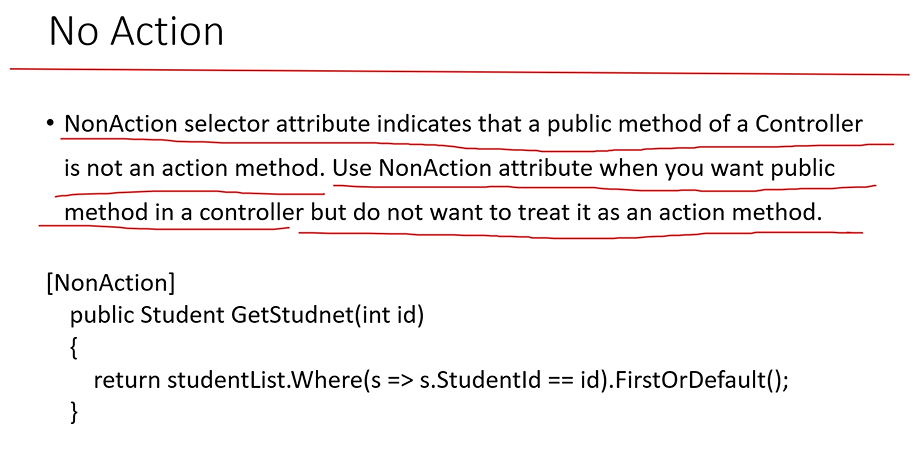 No Action
• NonAction selector attribute indicates that a public method of a Controller
is not an action method. Use NonAction attribute when you want public
method in a controller but do not want to treat it as an action method.
[NonAction]
public Student GetStudnet(int id)
{
return studentList.Where(s => s.StudentId == id).FirstOrDefault();
}